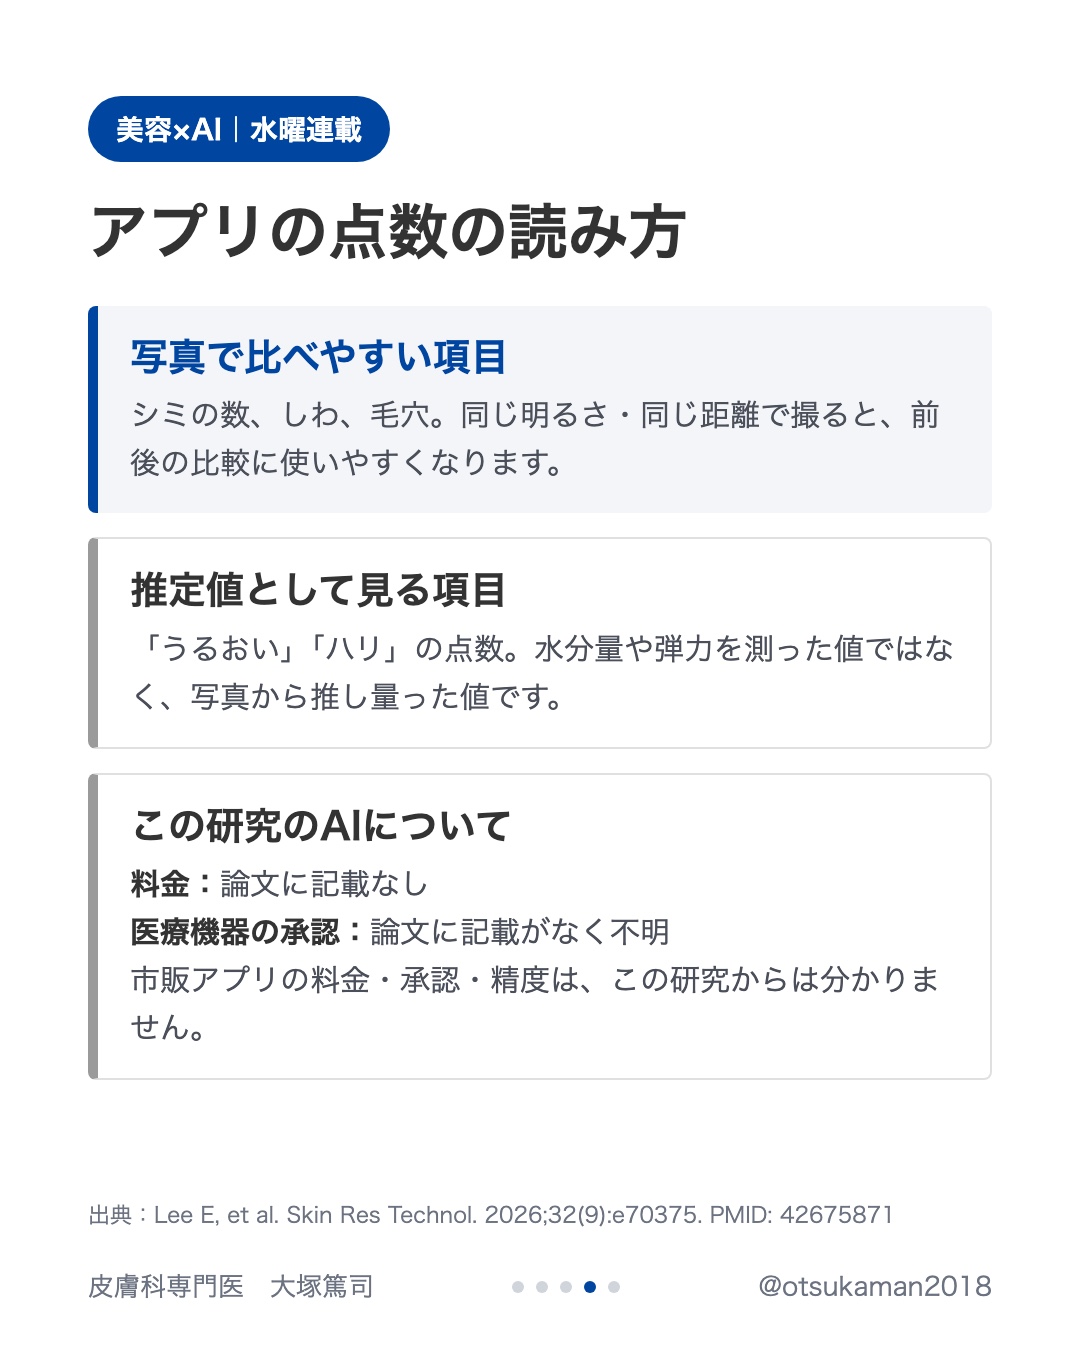 美容×AI｜水曜連載
アプリの点数の読み方
写真で比べやすい項目
シミの数、しわ、毛穴。同じ明るさ・同じ距離で撮ると、前
後の比較に使いやすくなります。
推定値として見る項目
「うるおい」「ハリ」の点数。水分量や弾力を測った値ではな
く、写真から推し量った値です。
この研究のAIについて
料金：論文に記載なし
医療機器の承認：論文に記載がなく不明
市販アプリの料金・承認・精度は、この研究からは分かりま
せん。
出典：Lee E, et al. Skin Res Technol. 2026;32(9):e70375. PMID: 42675871
皮膚科専門医　大塚篤司
@otsukaman2018